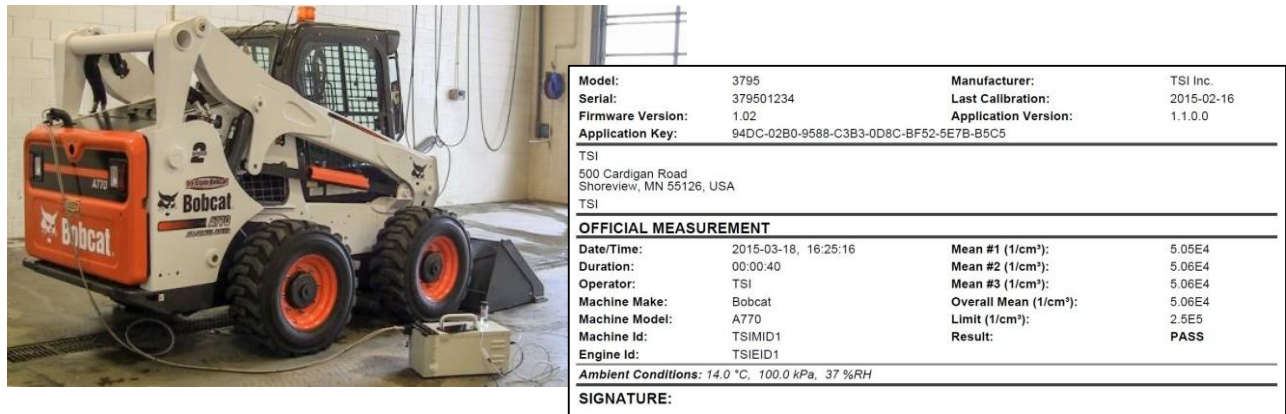 2
A770
Bobcat.
Bobcat
A770
Model: 3795 Manufacturer: TSI Inc.
Serial: 379501234 Last Calibration: 2015-02-16
Firmware Version: 1.02 Application Version: 1.1.0.0
Application Key: 94DC-02B0-9588-C3B3-0D8C-BF52-5E7B-B5C5
TSI
500 Cardigan Road
Shoreview, MN 55126, USA
TSI
OFFICIAL MEASUREMENT
Date/Time: 2015-03-18, 16:25:16 Mean #1 (1/cm³): 5.05E4
Duration: 00:00:40 Mean #2 (1/cm³): 5.06E4
Operator: TSI Mean #3 (1/cm³): 5.06E4
Machine Make: Bobcat Overall Mean (1/cm³): 5.06E4
Machine Model: A770 Limit (1/cm³): 2.5E5
Machine Id: TSIMID1 Result: PASS
Engine Id: TSIEID1
Ambient Conditions: 14.0 °C, 100.0 kPa, 37 %RH
SIGNATURE: